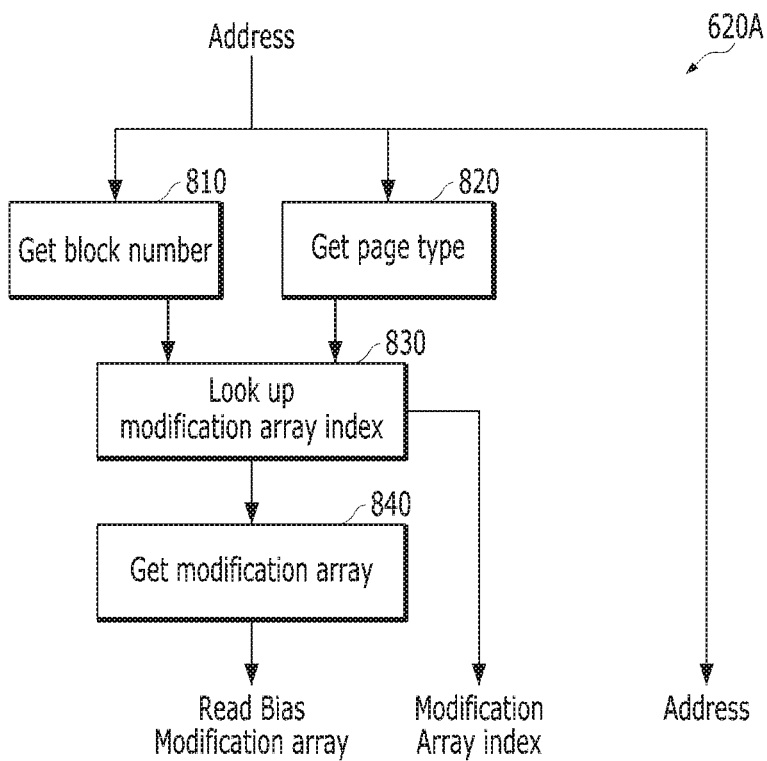 620A
Address
810
820
Get block number
Get page type
830
Look up
modification array index
840
Get modification array
Read Bias
Modification array
Modification
Array index
Address